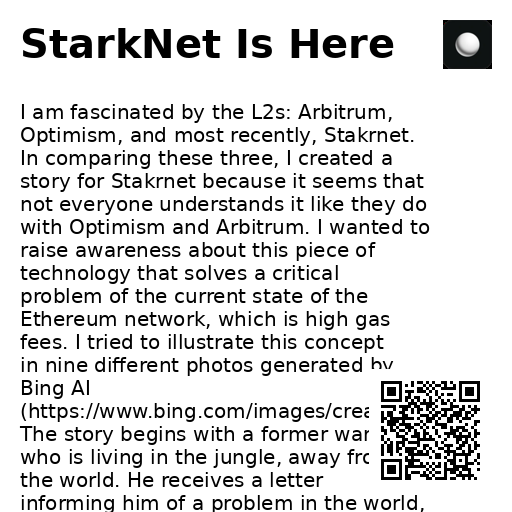 StarkNet Is Here
I am fascinated by the L2s: Arbitrum,
Optimism, and most recently, Stakrnet.
In comparing these three, I created a
story for Stakrnet because it seems that
not everyone understands it like they do
with Optimism and Arbitrum. I wanted to
raise awareness about this piece of
technology that solves a critical
problem of the current state of the
Ethereum network, which is high gas
fees. I tried to illustrate this concept
in nine different photos generated by
Bing AI
(https://www.bing.com/images/crea
The story begins with a former war
who is living in the jungle, away fro
the world. He receives a letter
informing him of a problem in the world,